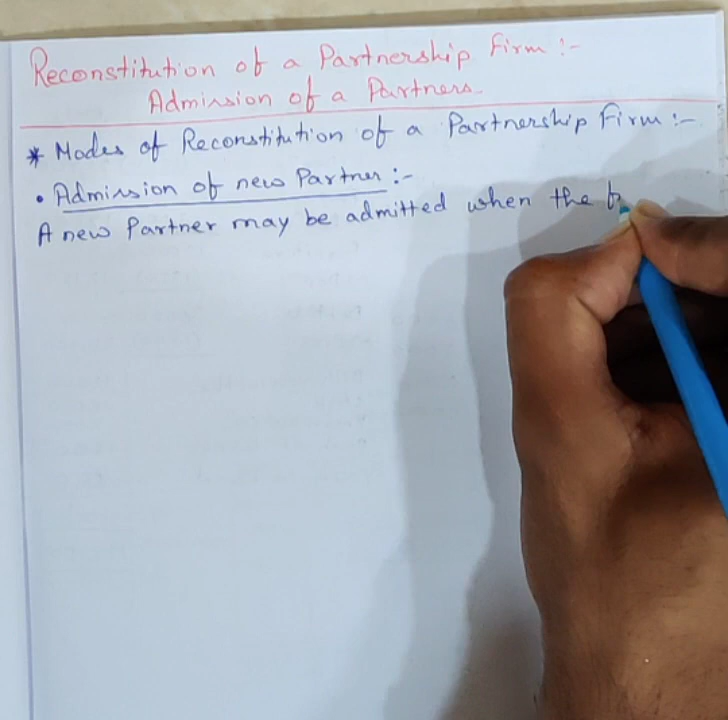 Reconstitution of a Partnership Firm :-
Admission of a Partners.
* Modes of Reconstitution of a Partnership Firm :-
• Admission of new Partner :-
A new Partner may be admitted when the